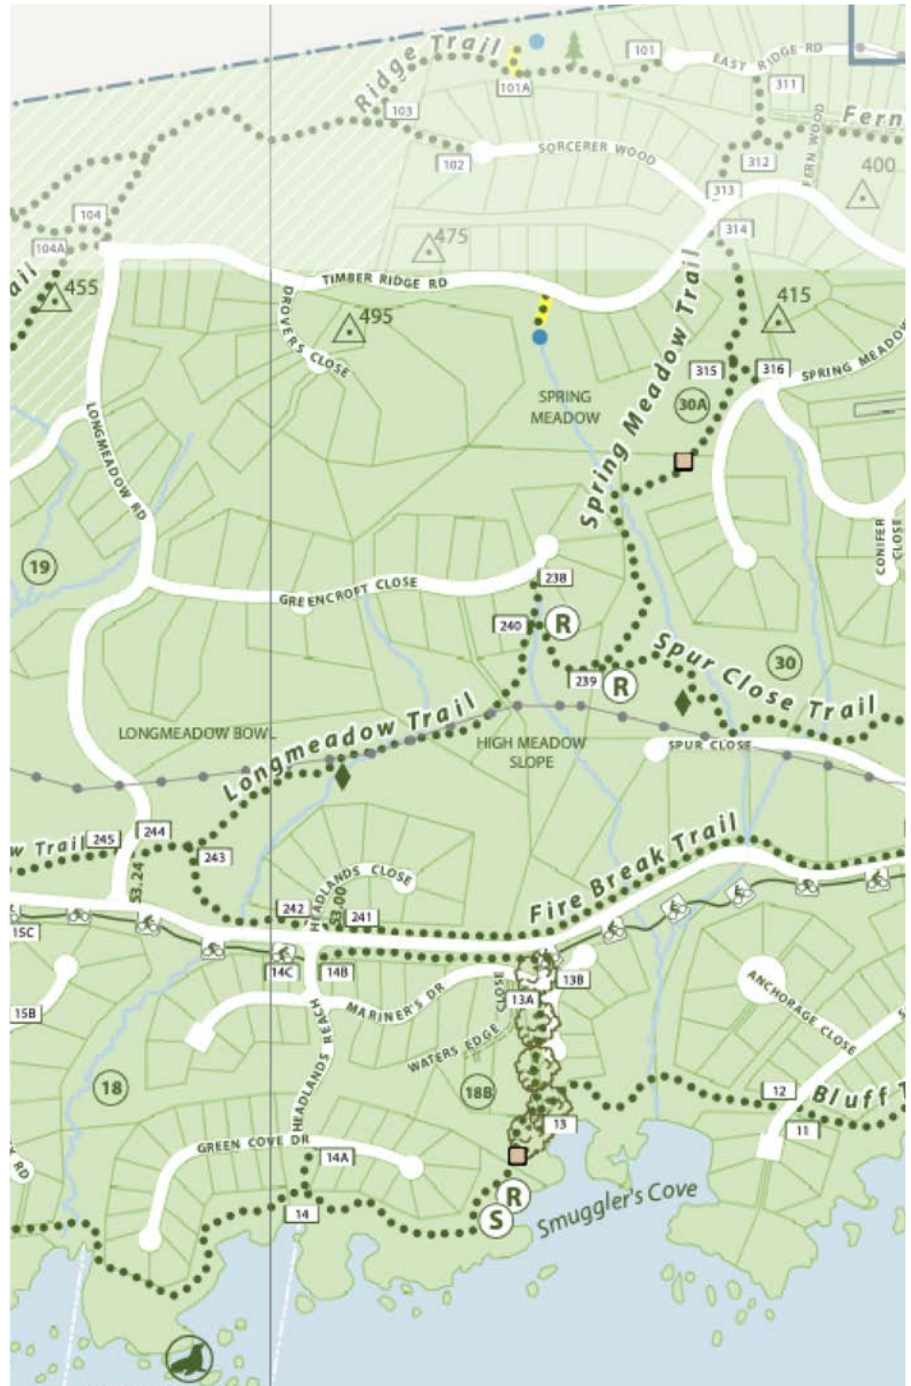 Ridge Trail
101
EAST RIDGE RD
101A
311
103
FERN WOOD
Fern
SORCERER WOOD
102
312
400
313
104
314
104A
475
ail
455
TIMBER RIDGE RD
415
DROVER'S CLOSE
495
Spring Meadow Trail
315
316
SPRING MEADOW
SPRING
MEADOW
30A
LONGMEADOW RD
CONIFER
CLOSE
19
238
GREENCROFT CLOSE
240
R
239
R
Spur Close Trail
30
Longmeadow Trail
LONGMEADOW BOWL
HIGH MEADOW
SLOPE
SPUR CLOSE
w Trail
245
244
243
53.24
Fire Break Trail
HEADLANDS CLOSE
53.00
242
241
15C
14C
14B
13B
13A
CLOSE
WATERS EDGE
MARINER'S DR
ANCHORAGE CLOSE
15B
HEADLANDS REACH
18
18B
12
Bluff T
11
13
GREEN COVE DR
14A
K RD
R
S
14
Smuggler's Cove